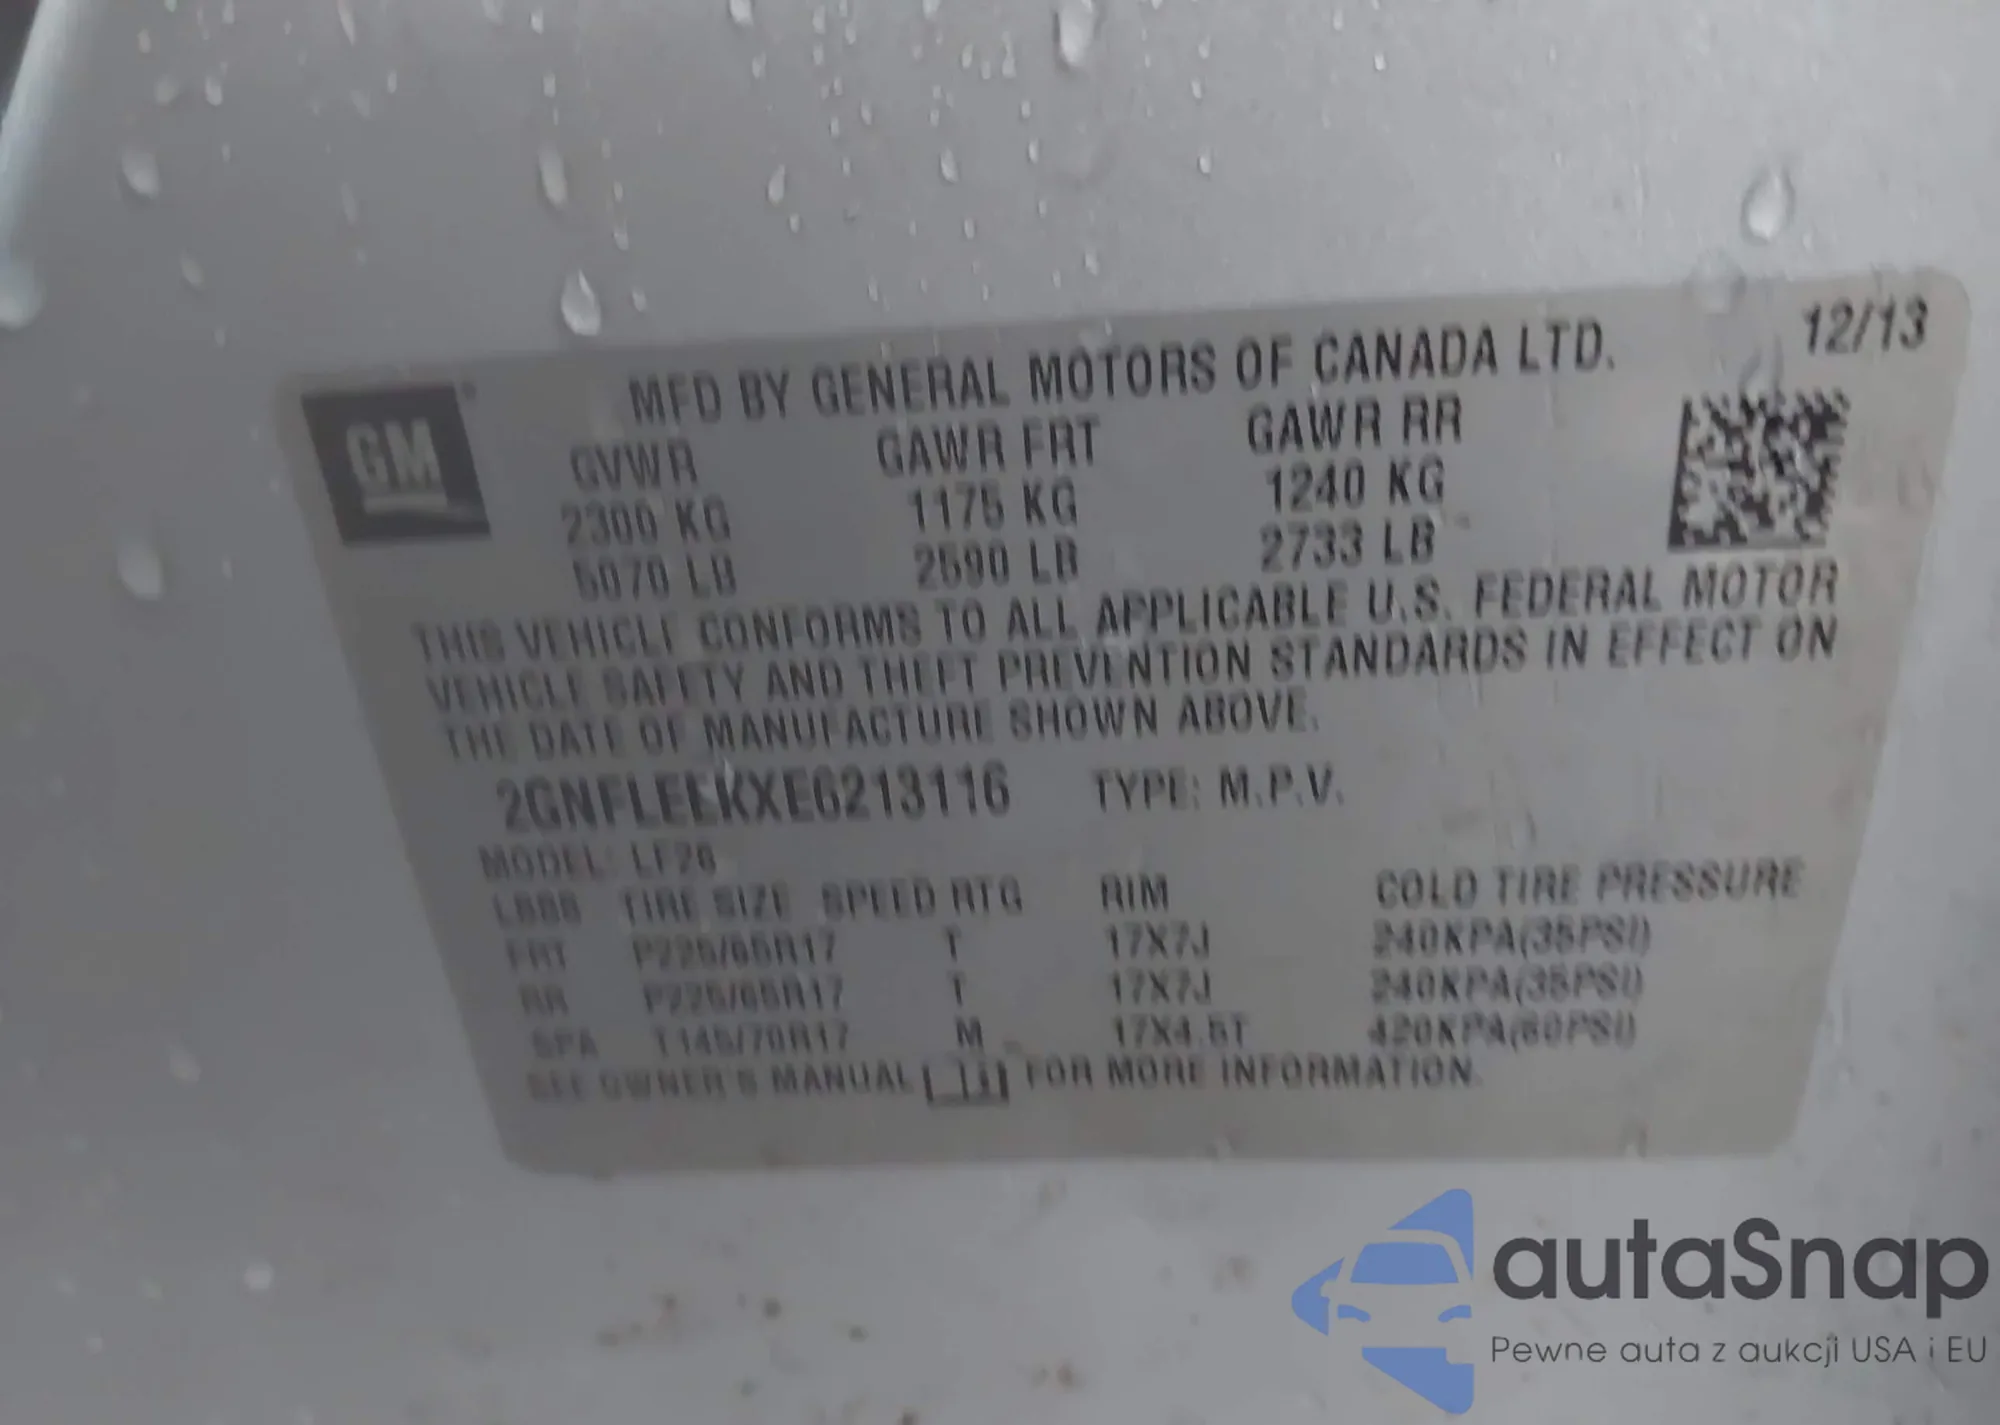 12/13
MFD BY GENERAL MOTORS OF CANADA LTD.
GM
GVWR GAWR FRT GAWR RR
2300 KG 1175 KG 1240 KG
5070 LB 2590 LB 2733 LB
THIS VEHICLE CONFORMS TO ALL APPLICABLE U.S. FEDERAL MOTOR
VEHICLE SAFETY AND THEFT PREVENTION STANDARDS IN EFFECT ON
THE DATE OF MANUFACTURE SHOWN ABOVE.
2GNFLEEKXE6213116 TYPE: M.P.V.
MODEL: LF26
TIRE SIZE SPEED RTG RIM COLD TIRE PRESSURE
FRT P225/65R17 T 17X7J 240KPA(35PSI)
RR P225/65R17 T 17X7J 240KPA(35PSI)
SPA T145/70R17 M 17X4.5T 420KPA(60PSI)
SEE OWNER'S MANUAL FOR MORE INFORMATION.
autaSnap
Pewne auta z aukcji USA i EU